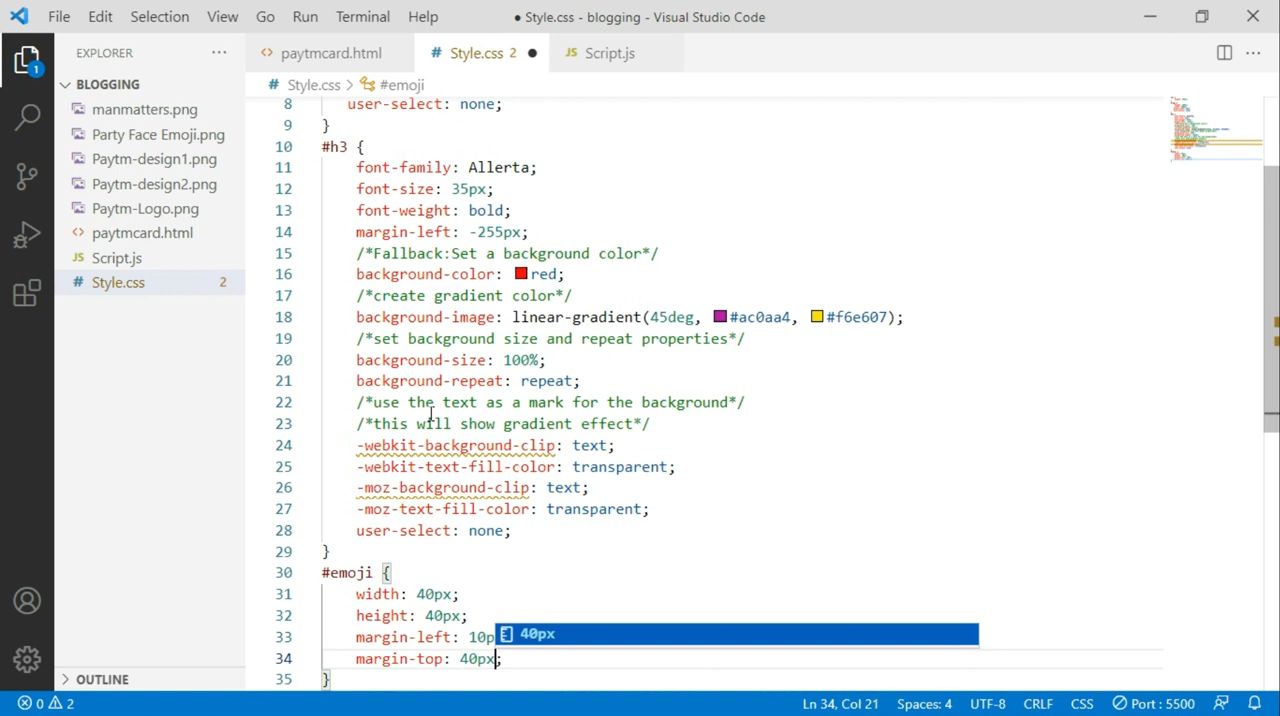 File Edit Selection View Go Run Terminal Help
● Style.css - blogging - Visual Studio Code
EXPLORER ···
<> paytmcard.html
# Style.css 2 ●
JS Script.js
BLOGGING
# Style.css > #emoji
manmatters.png
Party Face Emoji.png
Paytm-design1.png
Paytm-design2.png
Paytm-Logo.png
<> paytmcard.html
JS Script.js
# Style.css 2
1
8 user-select: none;
9 }
10 #h3 {
11 font-family: Allerta;
12 font-size: 35px;
13 font-weight: bold;
14 margin-left: -255px;
15 /*Fallback:Set a background color*/
16 background-color: red;
17 /*create gradient color*/
18 background-image: linear-gradient(45deg, #ac0aa4, #f6e607);
19 /*set background size and repeat properties*/
20 background-size: 100%;
21 background-repeat: repeat;
22 /*use the text as a mark for the background*/
23 /*this will show gradient effect*/
24 -webkit-background-clip: text;
25 -webkit-text-fill-color: transparent;
26 -moz-background-clip: text;
27 -moz-text-fill-color: transparent;
28 user-select: none;
29 }
30 #emoji {
31 width: 40px;
32 height: 40px;
33 margin-left: 10p
40px
34 margin-top: 40px;
35 }
OUTLINE
0 2
Ln 34, Col 21 Spaces: 4 UTF-8 CRLF CSS Port : 5500